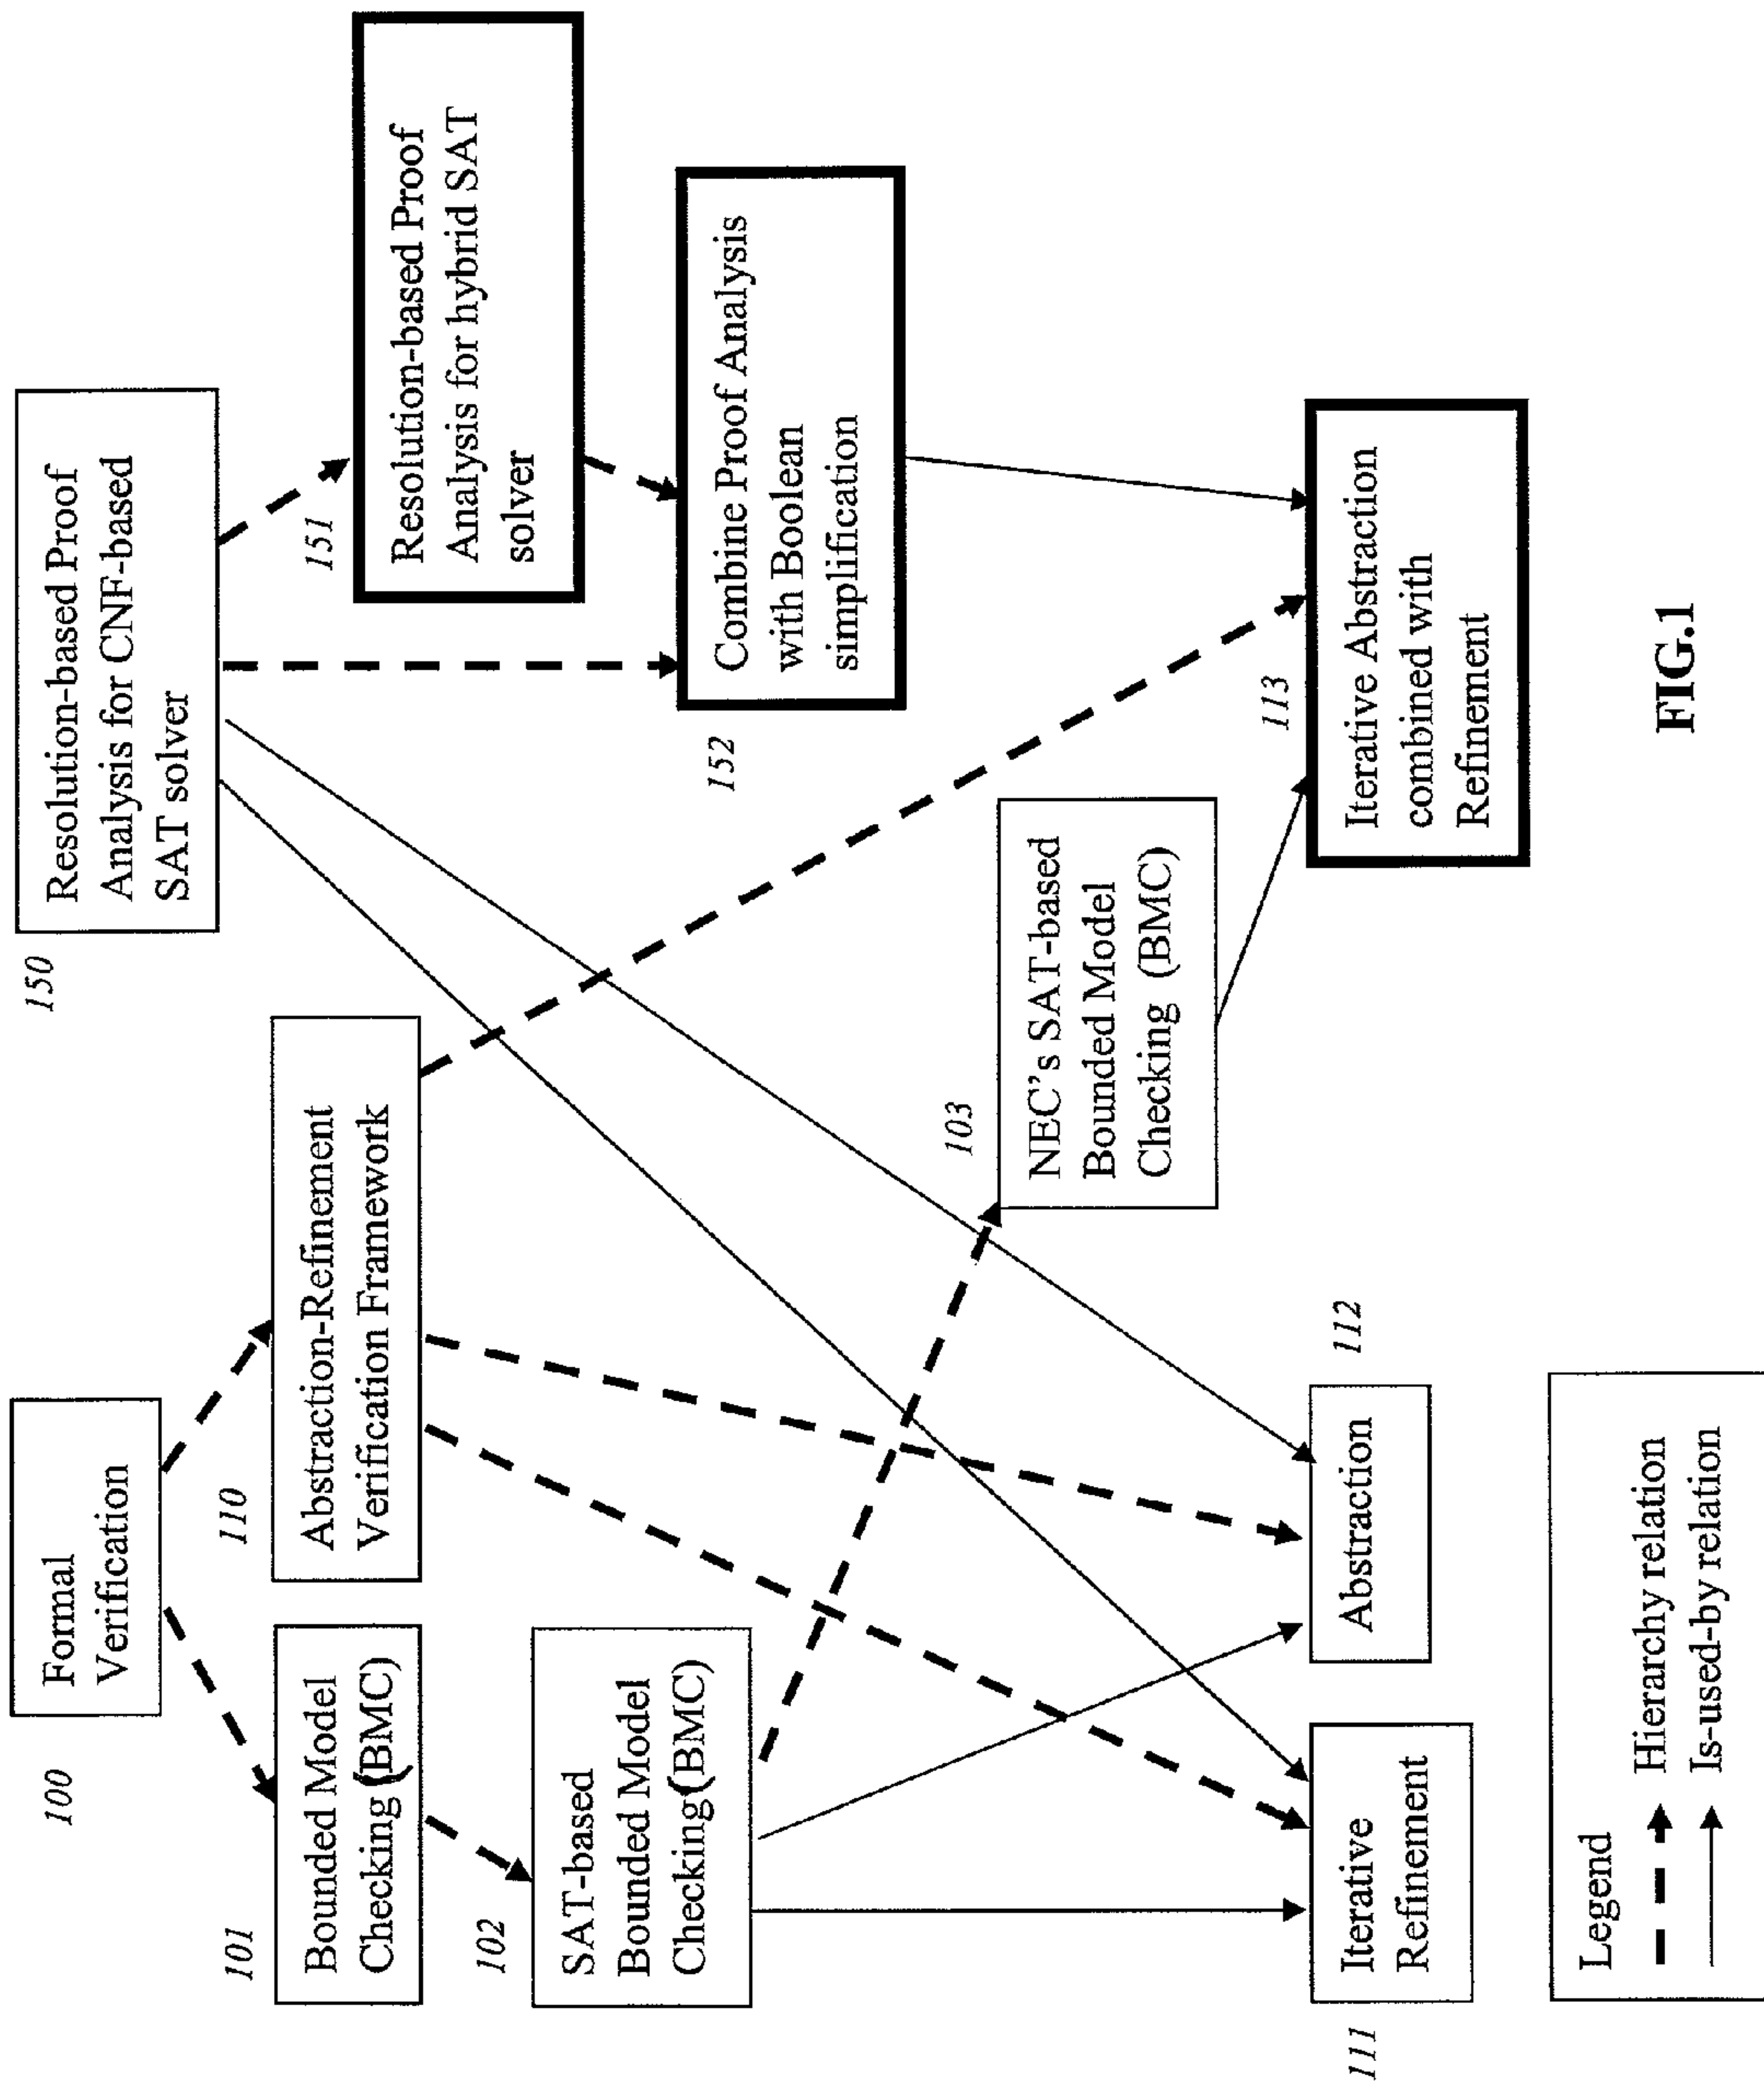 100
Formal
Verification
150
Resolution-based Proof
Analysis for CNF-based
SAT solver
101
Bounded Model
Checking (BMC)
110
Abstraction-Refinement
Verification Framework
151
Resolution-based Proof
Analysis for hybrid SAT
solver
102
SAT-based
Bounded Model
Checking(BMC)
152
Combine Proof Analysis
with Boolean
simplification
103
NEC's SAT-based
Bounded Model
Checking (BMC)
111
Iterative
Refinement
112
Abstraction
113
Iterative Abstraction
combined with
Refinement
Legend
Hierarchy relation
Is-used-by relation
FIG.1